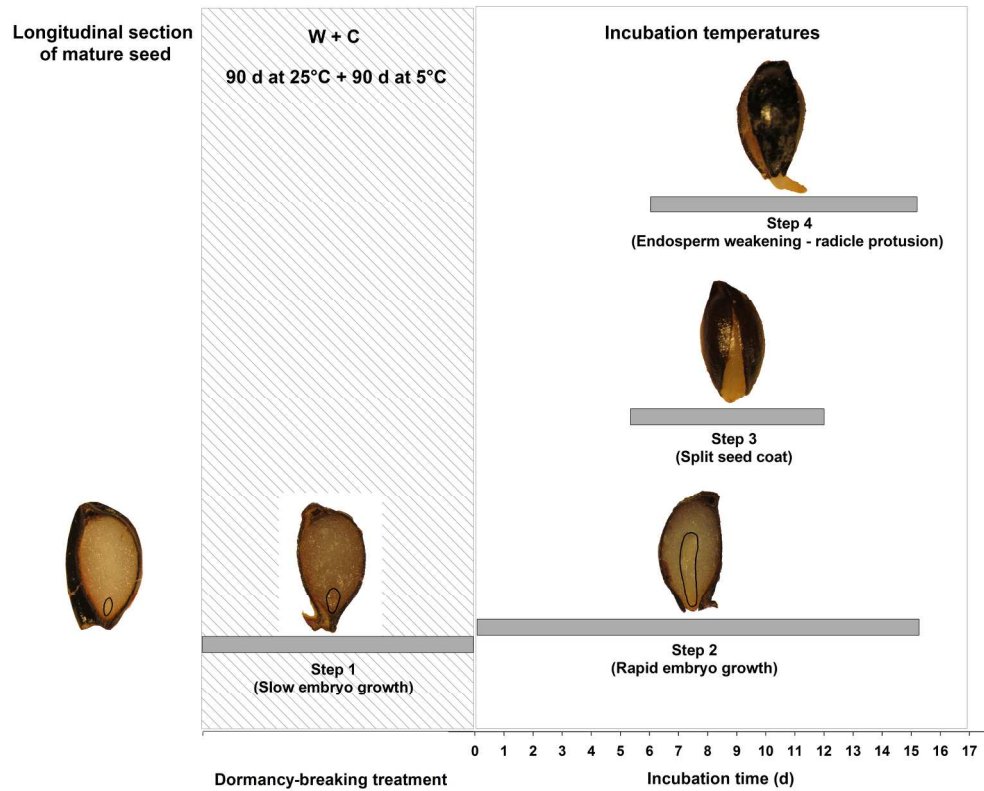 Longitudinal section
of mature seed
W + C
90 d at 25°C + 90 d at 5°C
Incubation temperatures
Step 4
(Endosperm weakening - radicle protusion)
Step 3
(Split seed coat)
Step 1
(Slow embryo growth)
Step 2
(Rapid embryo growth)
0 1 2 3 4 5 6 7 8 9 10 11 12 13 14 15 16 17
Dormancy-breaking treatment
Incubation time (d)